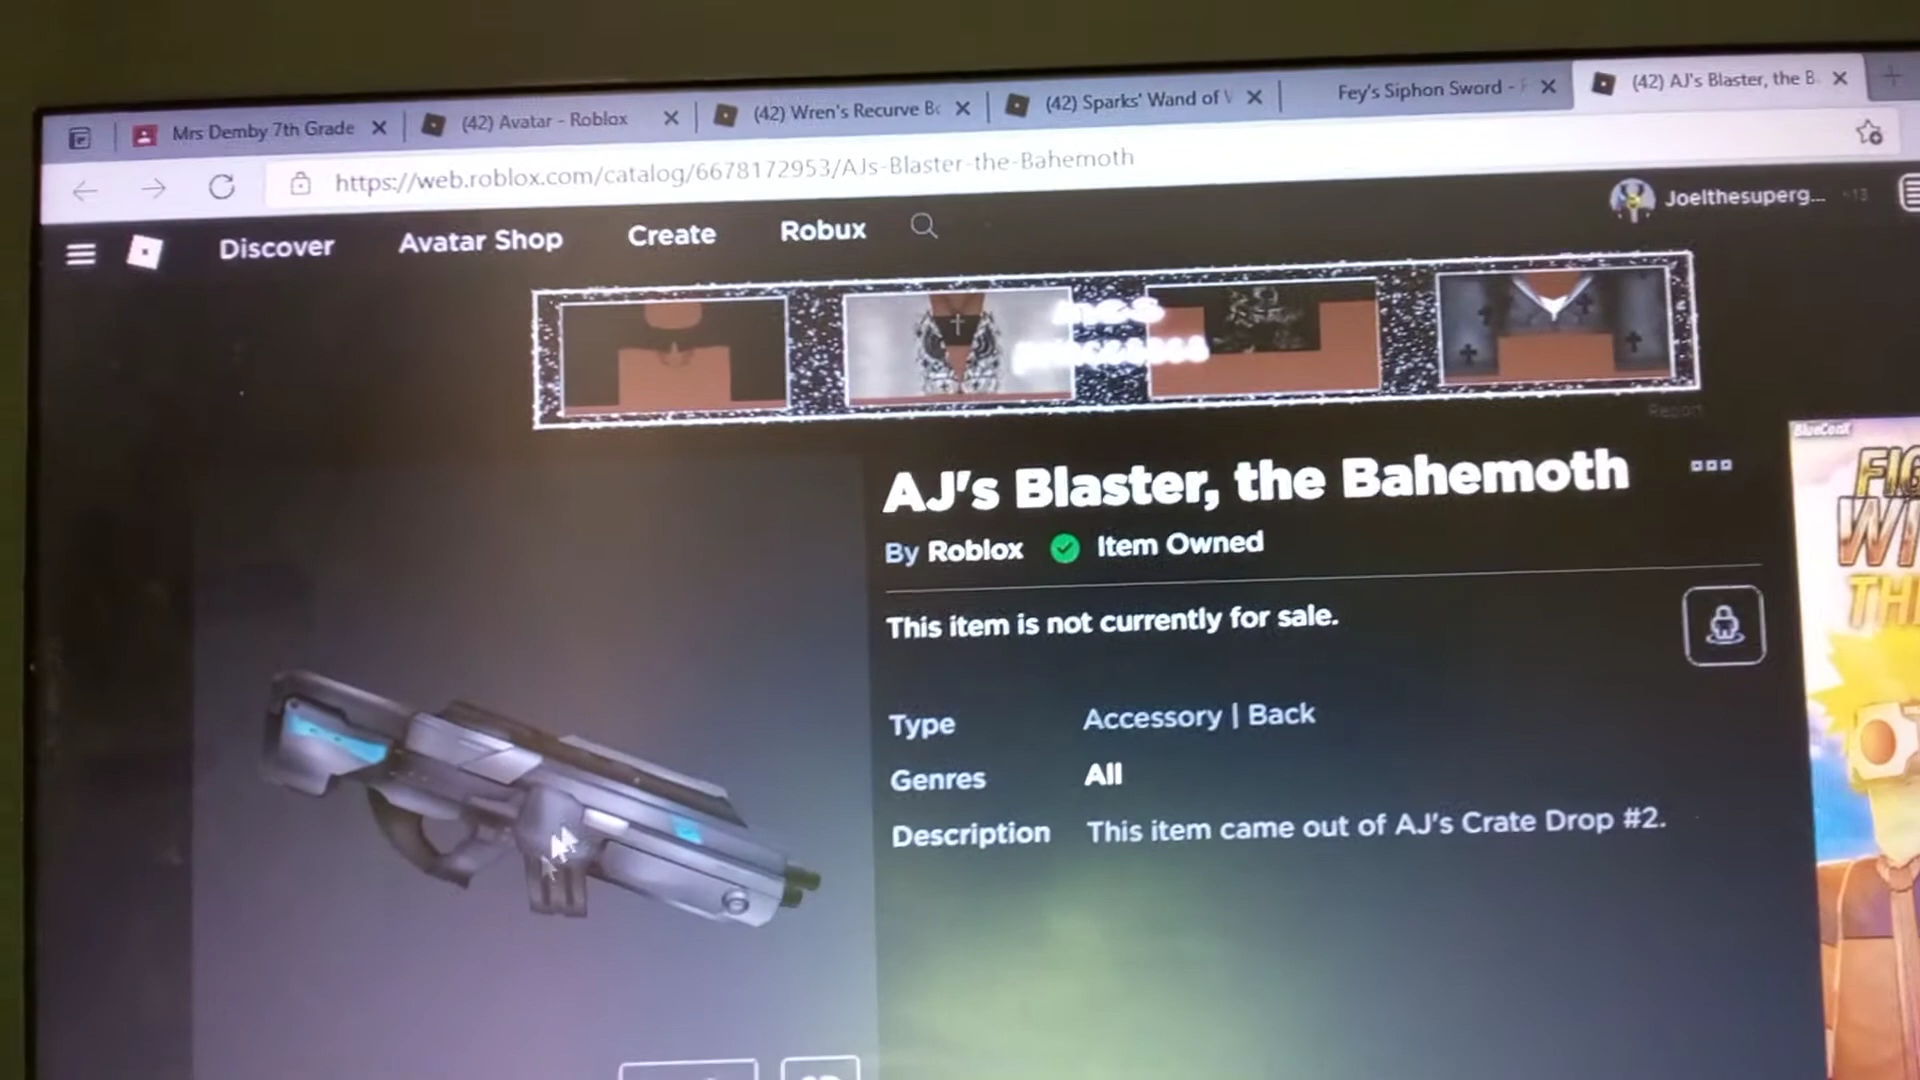 Mrs Demby 7th Grade
(42) Avatar - Roblox
(42) Wren's Recurve Bo
(42) Sparks' Wand of
Fey's Siphon Sword -
(42) AJ's Blaster, the B
https://web.roblox.com/catalog/6678172953/AJs-Blaster-the-Bahemoth
Discover
Avatar Shop
Create
Robux
Joelthesuperg...
Report
AJ's Blaster, the Bahemoth
By Roblox Item Owned
This item is not currently for sale.
Type Accessory | Back
Genres All
Description This item came out of AJ's Crate Drop #2.